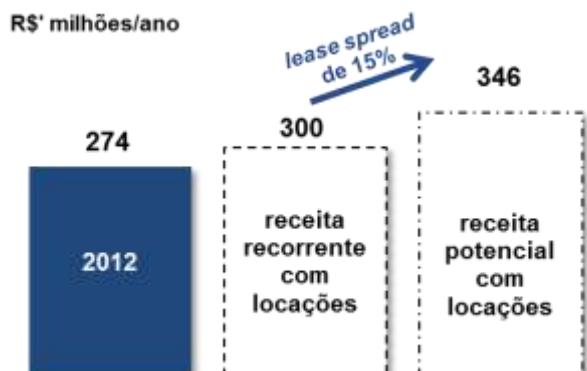 R$' milhões/ano
lease spread
de 15%
346
300
274
2012
receita
recorrente
com
locações
receita
potencial
com
locações